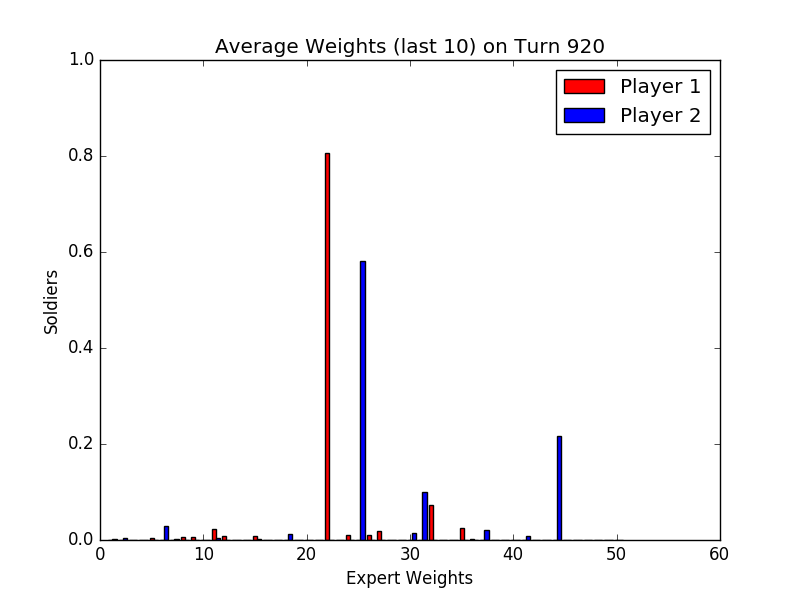 Average Weights (last 10) on Turn 920
1.0
Player 1
Player 2
0.8
0.6
0.4
0.2
0.0
Soldiers
0 10 20 30 40 50 60
Expert Weights